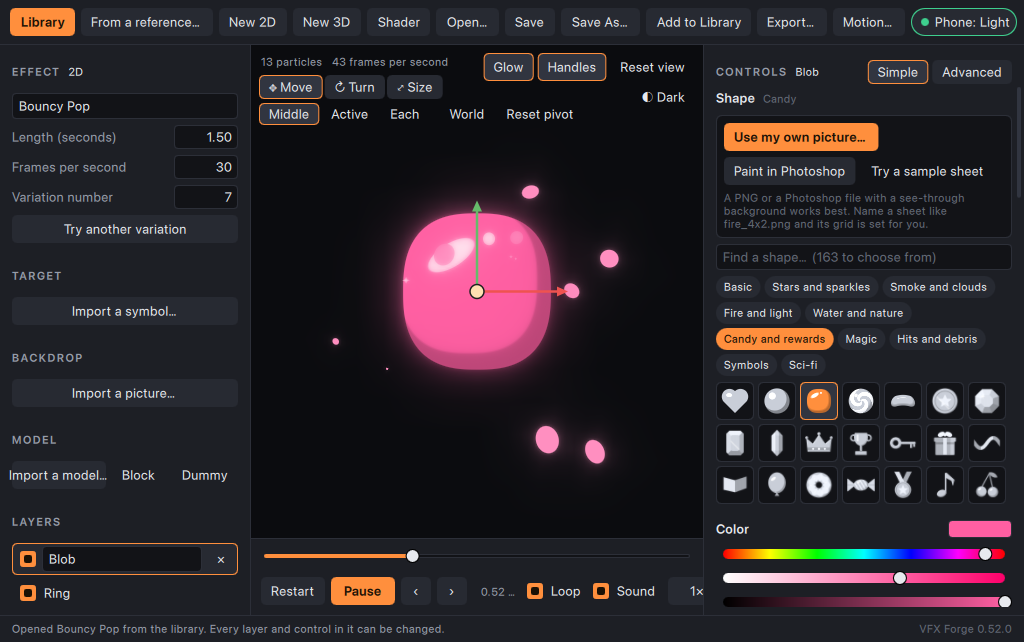 Library From a reference... New 2D New 3D Shader Open... Save Save As... Add to Library Export... Motion... Phone: Light
EFFECT 2D
Bouncy Pop
Length (seconds) 1.50
Frames per second 30
Variation number 7
Try another variation
TARGET
Import a symbol...
BACKDROP
Import a picture...
MODEL
Import a model... Block Dummy
LAYERS
Blob ×
Ring
13 particles 43 frames per second
Glow Handles Reset view
Move Turn Size
Dark
Middle Active Each World Reset pivot
Restart Pause ‹ › 0.52 ... Loop Sound 1×
CONTROLS Blob Simple Advanced
Shape Candy
Use my own picture...
Paint in Photoshop Try a sample sheet
A PNG or a Photoshop file with a see-through
background works best. Name a sheet like
fire_4x2.png and its grid is set for you.
Find a shape... (163 to choose from)
Basic Stars and sparkles Smoke and clouds
Fire and light Water and nature
Candy and rewards Magic Hits and debris
Symbols Sci-fi
Color
Opened Bouncy Pop from the library. Every layer and control in it can be changed. VFX Forge 0.52.0